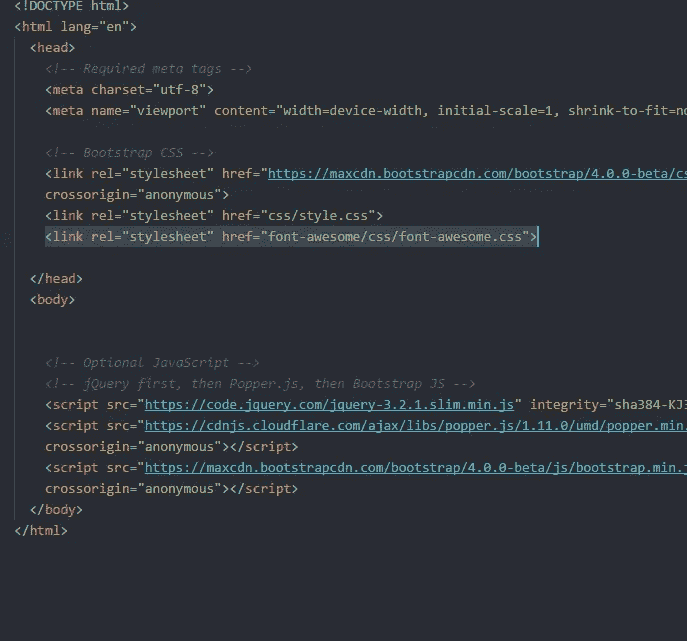 <!DOCTYPE html>
<html lang="en">
<head>
<!-- Required meta tags -->
<meta charset="utf-8">
<meta name="viewport" content="width=device-width, initial-scale=1, shrink-to-fit=no
<!-- Bootstrap CSS -->
<link rel="stylesheet" href="https://maxcdn.bootstrapcdn.com/bootstrap/4.0.0-beta/cs
crossorigin="anonymous">
<link rel="stylesheet" href="css/style.css">
<link rel="stylesheet" href="font-awesome/css/font-awesome.css">
</head>
<body>
<!-- Optional JavaScript -->
<!-- jQuery first, then Popper.js, then Bootstrap JS -->
<script src="https://code.jquery.com/jquery-3.2.1.slim.min.js" integrity="sha384-KJ3
<script src="https://cdnjs.cloudflare.com/ajax/libs/popper.js/1.11.0/umd/popper.min.
crossorigin="anonymous"></script>
<script src="https://maxcdn.bootstrapcdn.com/bootstrap/4.0.0-beta/js/bootstrap.min.j
crossorigin="anonymous"></script>
</body>
</html>